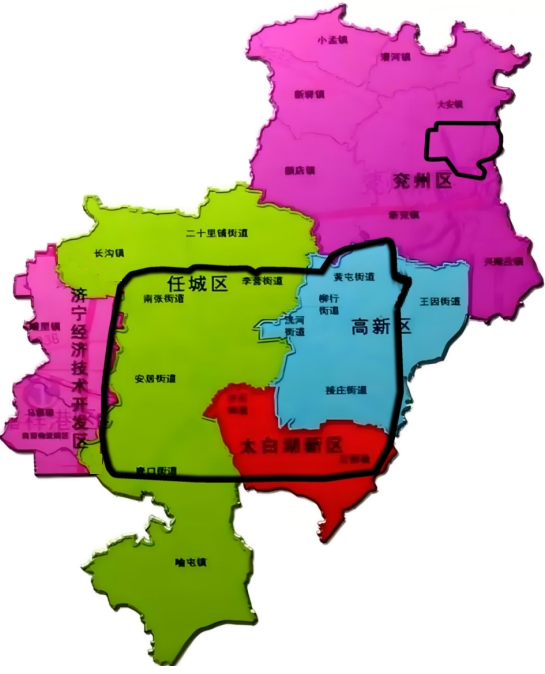 小孟镇
漕河镇
新驿镇
大安镇
颜店镇
兖州区
新兖镇
兴隆庄镇
二十里铺街道
长沟镇
任城区
李营街道
南张街道
黄屯街道
柳行
街道
王因街道
洸河
街道
高新区
济宁经济技术开发区
安居街道
接庄街道
太白湖新区
唐口街道
喻屯镇